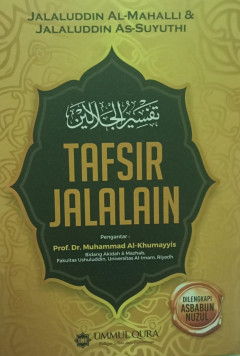 JALALUDDIN AL-MAHALLI &
JALALUDDIN AS-SUYUTHI
تفسير الجلالين
TAFSIR
JALALAIN
Pengantar :
Prof. Dr. Muhammad Al-Khumayyis
Bidang Akidah & Mazhab,
Fakultas Ushuluddin, Universitas Al Imam, Riyadh
DILENGKAPI
ASBABUN
NUZUL
UMMUL QURA